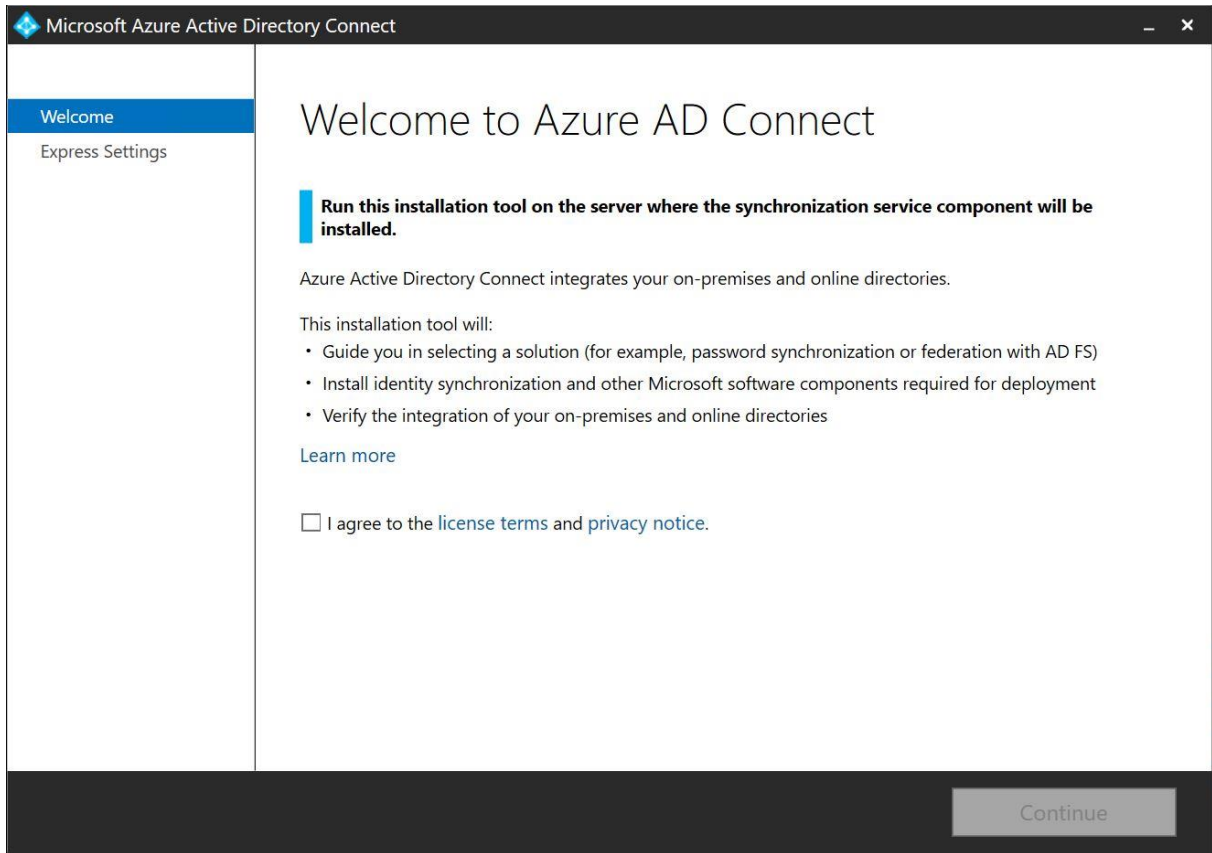 Microsoft Azure Active Directory Connect
Welcome
Express Settings
Welcome to Azure AD Connect
Run this installation tool on the server where the synchronization service component will be
installed.
Azure Active Directory Connect integrates your on-premises and online directories.
This installation tool will:
• Guide you in selecting a solution (for example, password synchronization or federation with AD FS)
• Install identity synchronization and other Microsoft software components required for deployment
• Verify the integration of your on-premises and online directories
Learn more
I agree to the license terms and privacy notice.
Continue